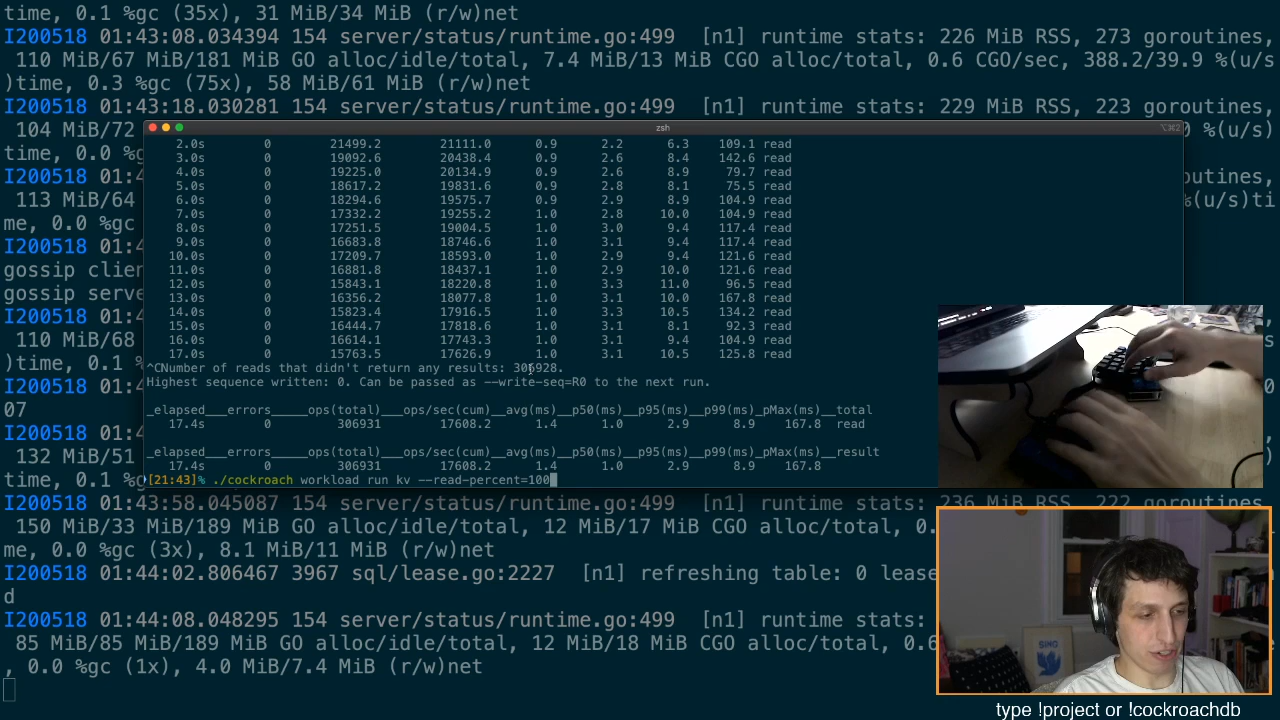 time, 0.1 %gc (35x), 31 MiB/34 MiB (r/w)net
I200518 01:43:08.034394 154 server/status/runtime.go:499  [n1] runtime stats: 226 MiB RSS, 273 goroutines,
110 MiB/67 MiB/181 MiB GO alloc/idle/total, 7.4 MiB/13 MiB CGO alloc/total, 0.6 CGO/sec, 388.2/39.9 %(u/s
)time, 0.3 %gc (75x), 58 MiB/61 MiB (r/w)net
I200518 01:43:18.030281 154 server/status/runtime.go:499  [n1] runtime stats: 229 MiB RSS, 223 goroutines,
104 MiB/72
%(u/s
time, 0.0 %
I200518 01:4
outines,
113 MiB/64
%(u/s)ti
me, 0.0 %gc
I200518 01:4
gossip clien
gossip serve
I200518 01:4
110 MiB/68
)time, 0.1 %
I200518 01:4
07
I200518 01:4
132 MiB/51
time, 0.1 %g
zsh
⌥⌘2
2.0s 0 21499.2 21111.0 0.9 2.2 6.3 109.1 read
3.0s 0 19092.6 20438.4 0.9 2.6 8.4 142.6 read
4.0s 0 19225.0 20134.9 0.9 2.6 8.9 79.7 read
5.0s 0 18617.2 19831.6 0.9 2.8 8.1 75.5 read
6.0s 0 18294.6 19575.7 0.9 2.9 8.9 104.9 read
7.0s 0 17332.2 19255.2 1.0 2.8 10.0 104.9 read
8.0s 0 17251.5 19004.5 1.0 3.0 9.4 117.4 read
9.0s 0 16683.8 18746.6 1.0 3.1 9.4 117.4 read
10.0s 0 17209.7 18593.0 1.0 2.9 9.4 121.6 read
11.0s 0 16881.8 18437.1 1.0 2.9 10.0 121.6 read
12.0s 0 15843.1 18220.8 1.0 3.3 11.0 96.5 read
13.0s 0 16356.2 18077.8 1.0 3.1 10.0 167.8 read
14.0s 0 15823.4 17916.5 1.0 3.3 10.5 134.2 read
15.0s 0 16444.7 17818.6 1.0 3.1 8.1 92.3 read
16.0s 0 16614.1 17743.3 1.0 3.1 9.4 104.9 read
17.0s 0 15763.5 17626.9 1.0 3.1 10.5 125.8 read
^CNumber of reads that didn't return any results: 306928.
Highest sequence written: 0. Can be passed as --write-seq=R0 to the next run.
_elapsed___errors_____ops(total)___ops/sec(cum)__avg(ms)__p50(ms)__p95(ms)__p99(ms)_pMax(ms)__total
17.4s 0 306931 17608.2 1.4 1.0 2.9 8.9 167.8 read
_elapsed___errors_____ops(total)___ops/sec(cum)__avg(ms)__p50(ms)__p95(ms)__p99(ms)_pMax(ms)__result
17.4s 0 306931 17608.2 1.4 1.0 2.9 8.9 167.8
[21:43]% ./cockroach workload run kv --read-percent=100
I200518 01:43:58.045087 154 server/status/runtime.go:499  [n1] runtime stats: 236 MiB RSS, 222 goroutines,
150 MiB/33 MiB/189 MiB GO alloc/idle/total, 12 MiB/17 MiB CGO alloc/total, 0.
me, 0.0 %gc (3x), 8.1 MiB/11 MiB (r/w)net
I200518 01:44:02.806467 3967 sql/lease.go:2227  [n1] refreshing table: 0 lease
d
I200518 01:44:08.048295 154 server/status/runtime.go:499  [n1] runtime stats:
85 MiB/85 MiB/189 MiB GO alloc/idle/total, 12 MiB/18 MiB CGO alloc/total, 0.6
, 0.0 %gc (1x), 4.0 MiB/7.4 MiB (r/w)net
SING
type !project or !cockroachdb